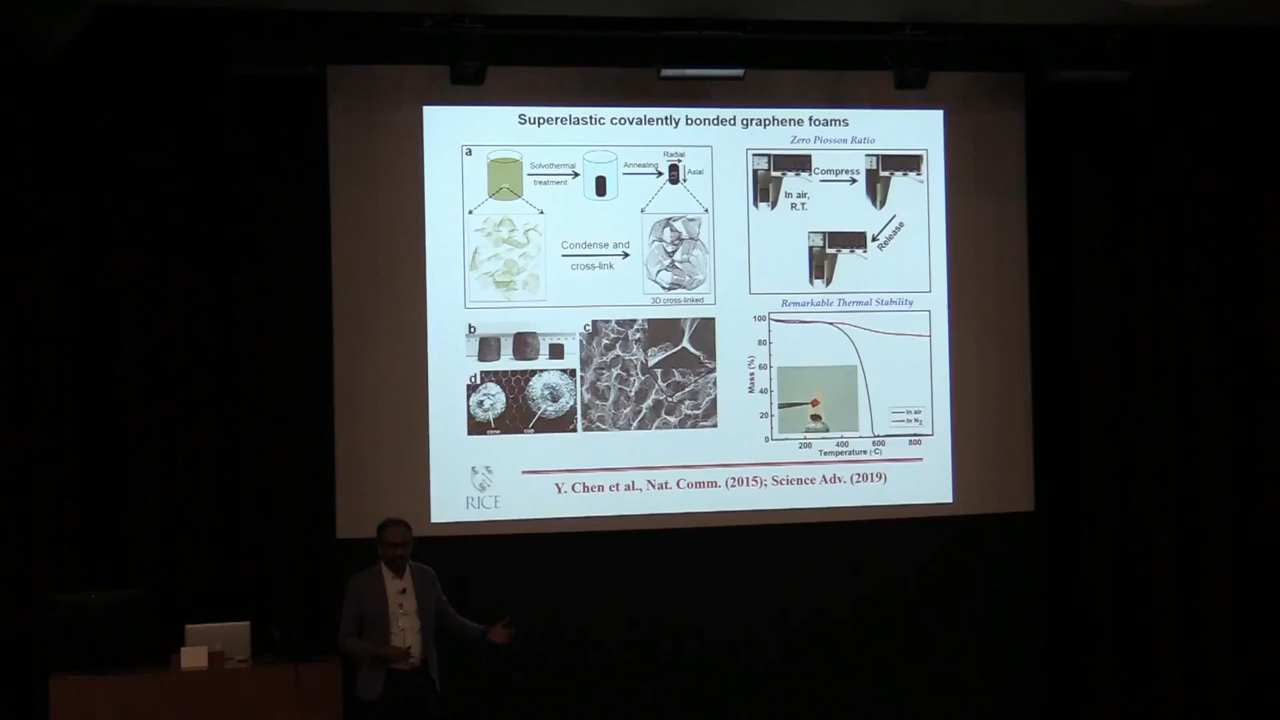 Superelastic covalently bonded graphene foams
a
Solvothermal
treatment
Annealing
Radial
Axial
Condense and
cross-link
3D cross-linked
b
c
d
cone
cup
Zero Piosson Ratio
Compress
In air,
R.T.
Release
Remarkable Thermal Stability
100
80
60
40
20
0
Mass (%)
In air
In N2
200
400
600
800
Temperature (°C)
RICE
Y. Chen et al., Nat. Comm. (2015); Science Adv. (2019)